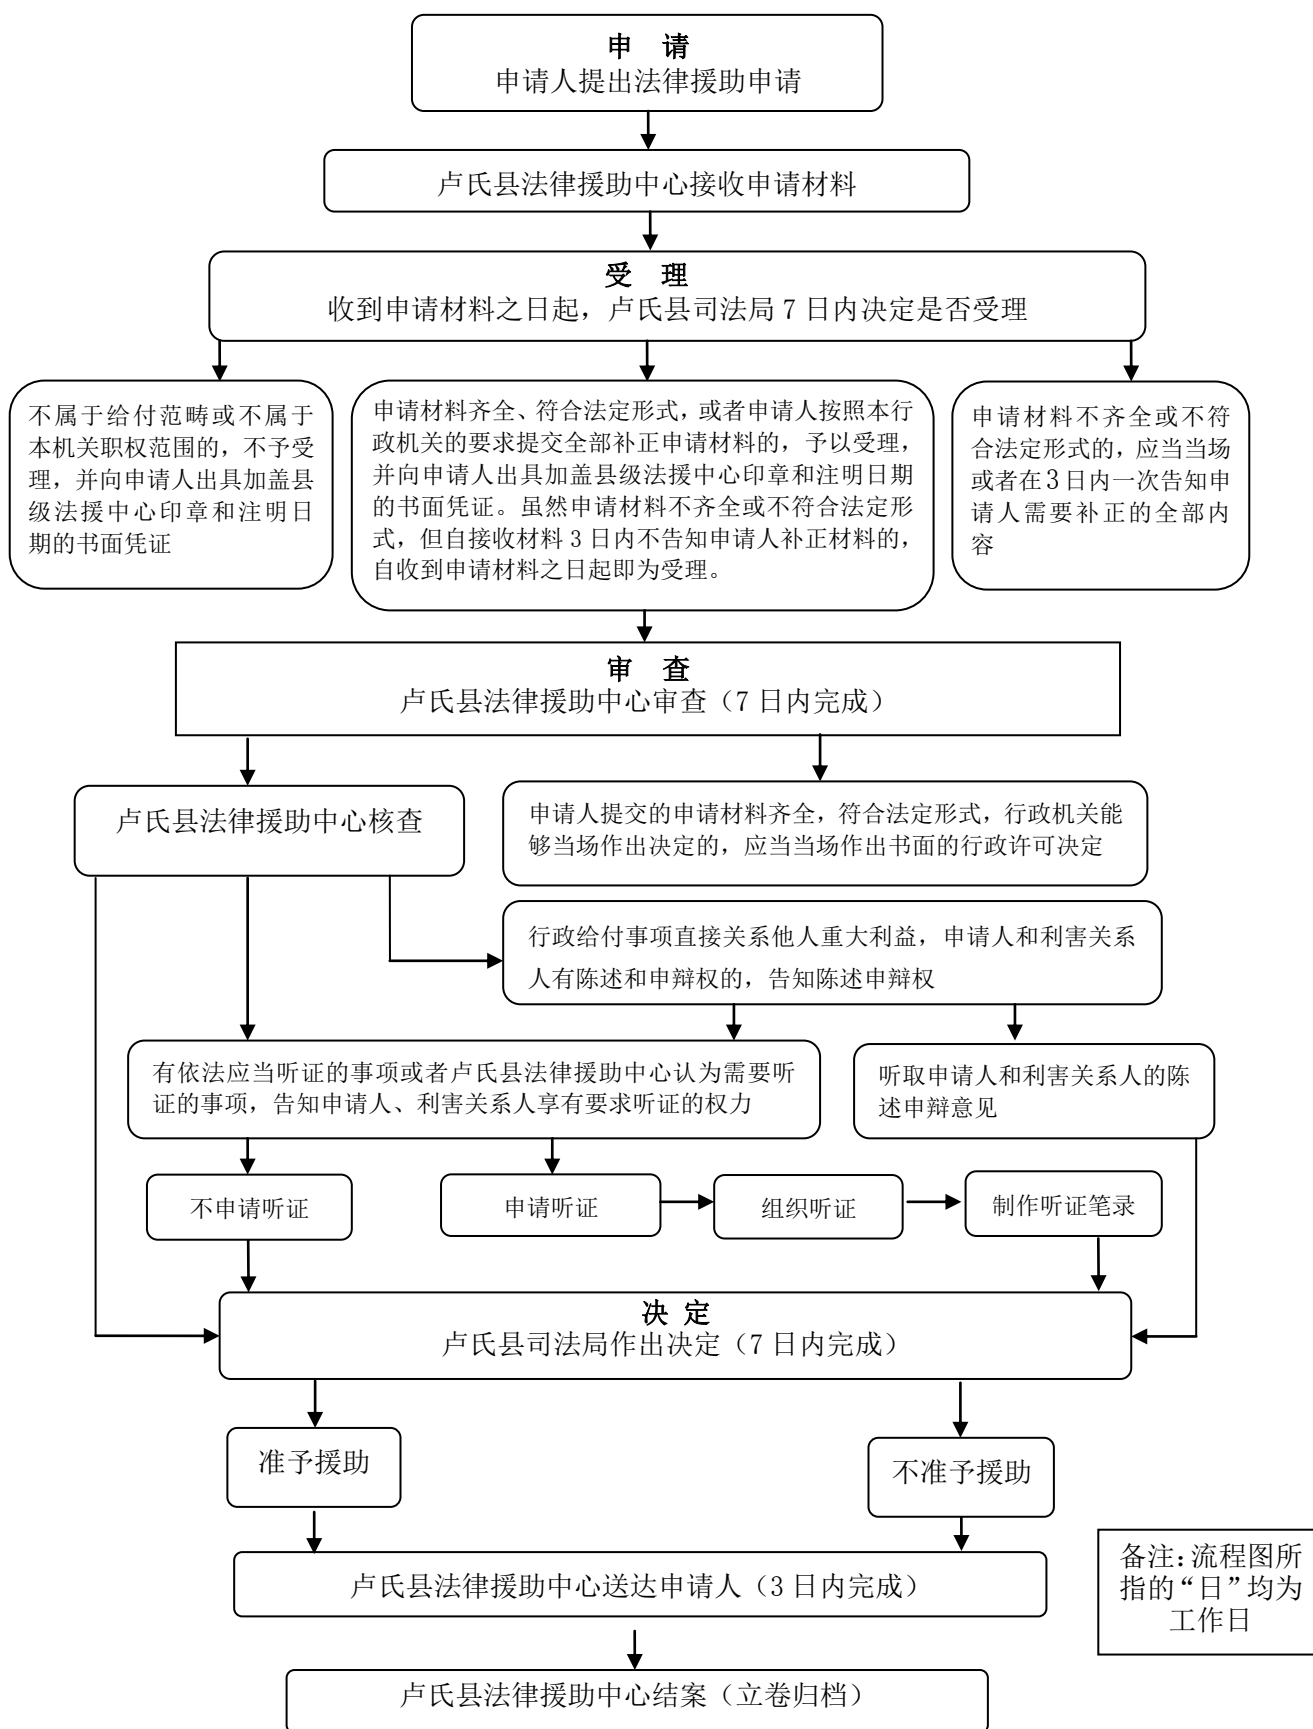 申 请
申请人提出法律援助申请
卢氏县法律援助中心接收申请材料
受 理
收到申请材料之日起，卢氏县司法局 7 日内决定是否受理
不属于给付范畴或不属于
本机关职权范围的，不予受
理，并向申请人出具加盖县
级法援中心印章和注明日
期的书面凭证
申请材料齐全、符合法定形式，或者申请人按照本行
政机关的要求提交全部补正申请材料的，予以受理，
并向申请人出具加盖县级法援中心印章和注明日期
的书面凭证。虽然申请材料不齐全或不符合法定形
式，但自接收材料 3 日内不告知申请人补正材料的，
自收到申请材料之日起即为受理。
申请材料不齐全或不符
合法定形式的，应当当场
或者在 3 日内一次告知申
请人需要补正的全部内
容
审 查
卢氏县法律援助中心审查（7 日内完成）
卢氏县法律援助中心核查
申请人提交的申请材料齐全，符合法定形式，行政机关能
够当场作出决定的，应当当场作出书面的行政许可决定
行政给付事项直接关系他人重大利益，申请人和利害关系
人有陈述和申辩权的，告知陈述申辩权
有依法应当听证的事项或者卢氏县法律援助中心认为需要听
证的事项，告知申请人、利害关系人享有要求听证的权力
听取申请人和利害关系人的陈
述申辩意见
不申请听证
申请听证
组织听证
制作听证笔录
决 定
卢氏县司法局作出决定（7 日内完成）
准予援助
不准予援助
卢氏县法律援助中心送达申请人（3 日内完成）
备注：流程图所
指的“日”均为
工作日
卢氏县法律援助中心结案（立卷归档）